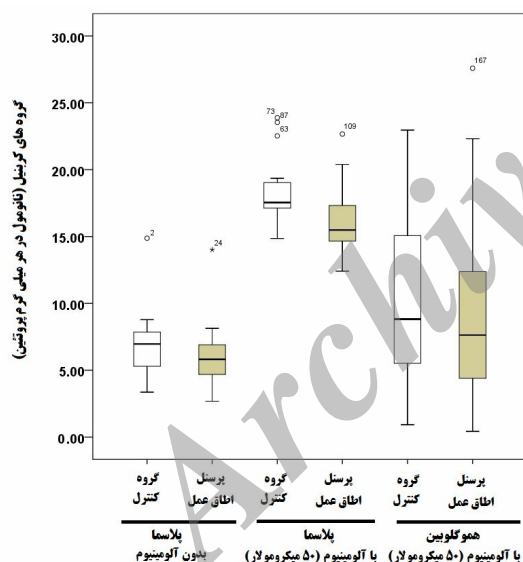 گروه های کربنیل (نانومول در هر میلی گرم پروتئین)
30.00
25.00
20.00
15.00
10.00
5.00
0.00
2
24
73
87
63
109
167
گروه کنترل
پرسنل اطاق عمل
گروه کنترل
پرسنل اطاق عمل
گروه کنترل
پرسنل اطاق عمل
پلاسما
بدون آلومینیوم
پلاسما
با آلومینیوم (۵۰ میکرومولار)
هموگلوبین
با آلومینیوم (۵۰ میکرومولار)
Archiv